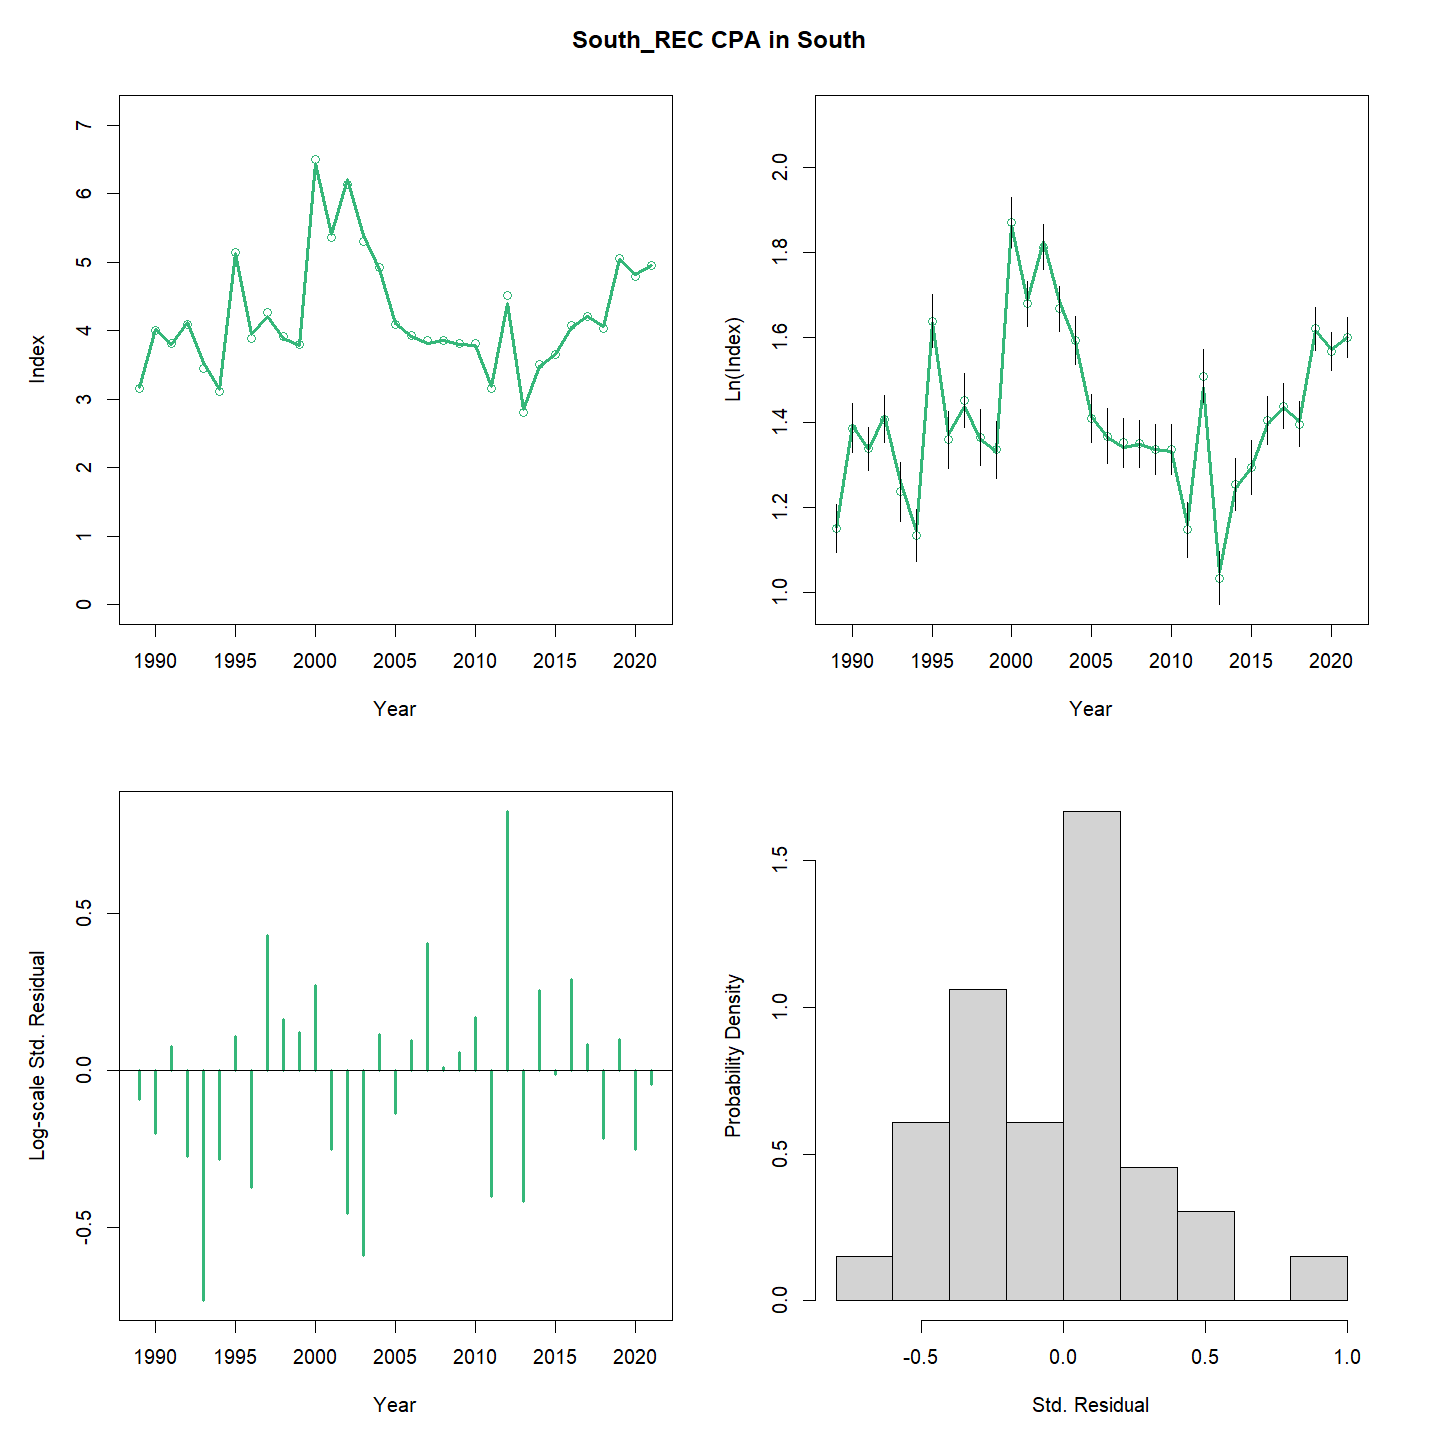 South_REC CPA in South
Index
0 1 2 3 4 5 6 7
1990 1995 2000 2005 2010 2015 2020
Year
Ln(Index)
1.0 1.2 1.4 1.6 1.8 2.0
1990 1995 2000 2005 2010 2015 2020
Year
Log-scale Std. Residual
-0.5 0.0 0.5
1990 1995 2000 2005 2010 2015 2020
Year
Probability Density
0.0 0.5 1.0 1.5
-0.5 0.0 0.5 1.0
Std. Residual